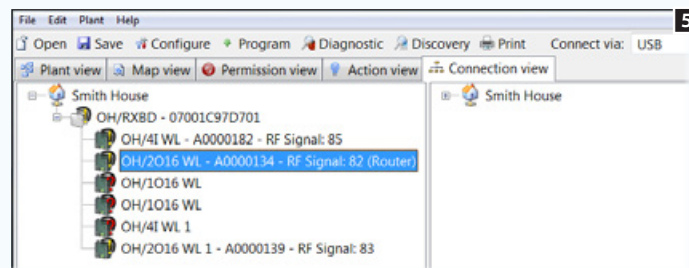 File Edit Plant Help
5
Open Save Configure Program Diagnostic Discovery Print Connect via: USB
Plant view Map view Permission view Action view Connection view
Smith House
Smith House
OH/RXBD - 07001C97D701
OH/4I WL - A0000182 - RF Signal: 85
OH/2O16 WL - A0000134 - RF Signal: 82 (Router)
OH/1O16 WL
OH/1O16 WL
OH/4I WL 1
OH/2O16 WL 1 - A0000139 - RF Signal: 83